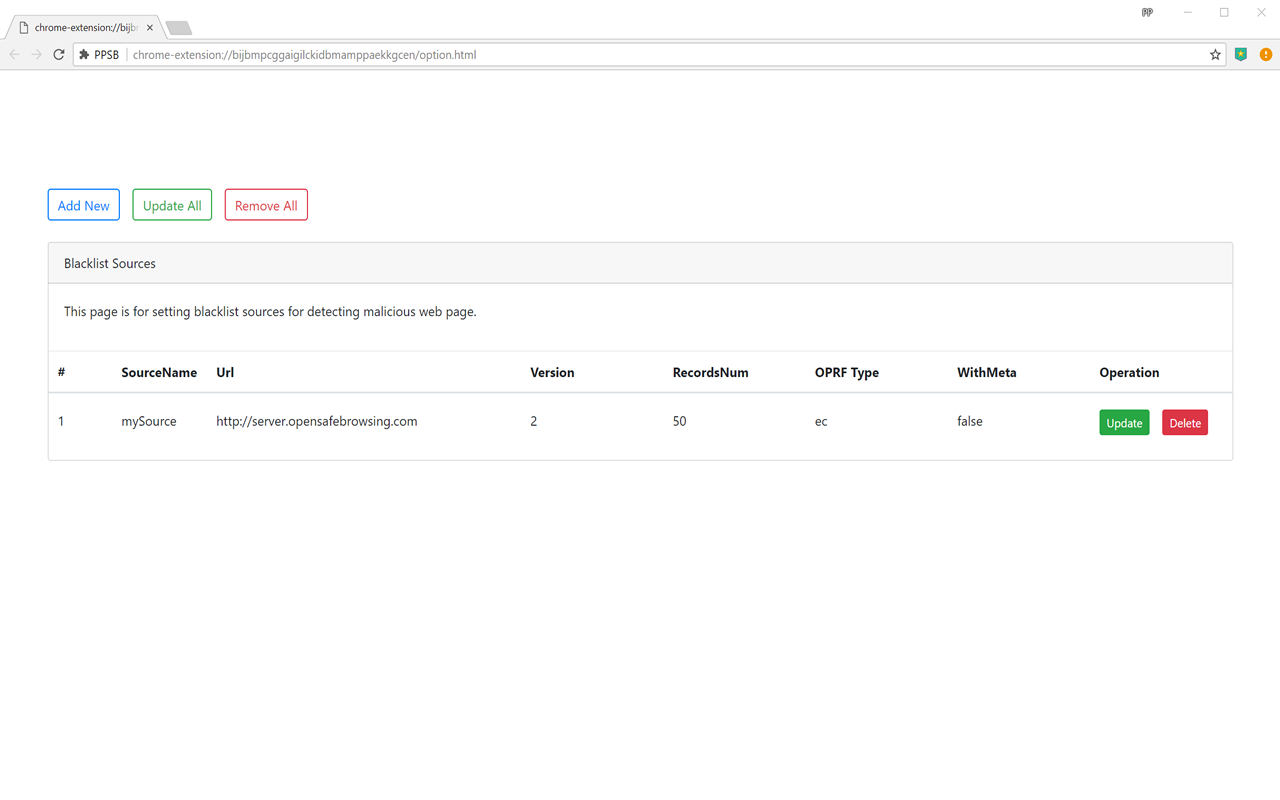 chrome-extension://bijb
PPSB chrome-extension://bijbmpcggaigilckidbmamppaekkgcen/option.html
Add New Update All Remove All
Blacklist Sources
This page is for setting blacklist sources for detecting malicious web page.
# SourceName Url Version RecordsNum OPRF Type WithMeta Operation
1 mySource http://server.opensafebrowsing.com 2 50 ec false Update Delete